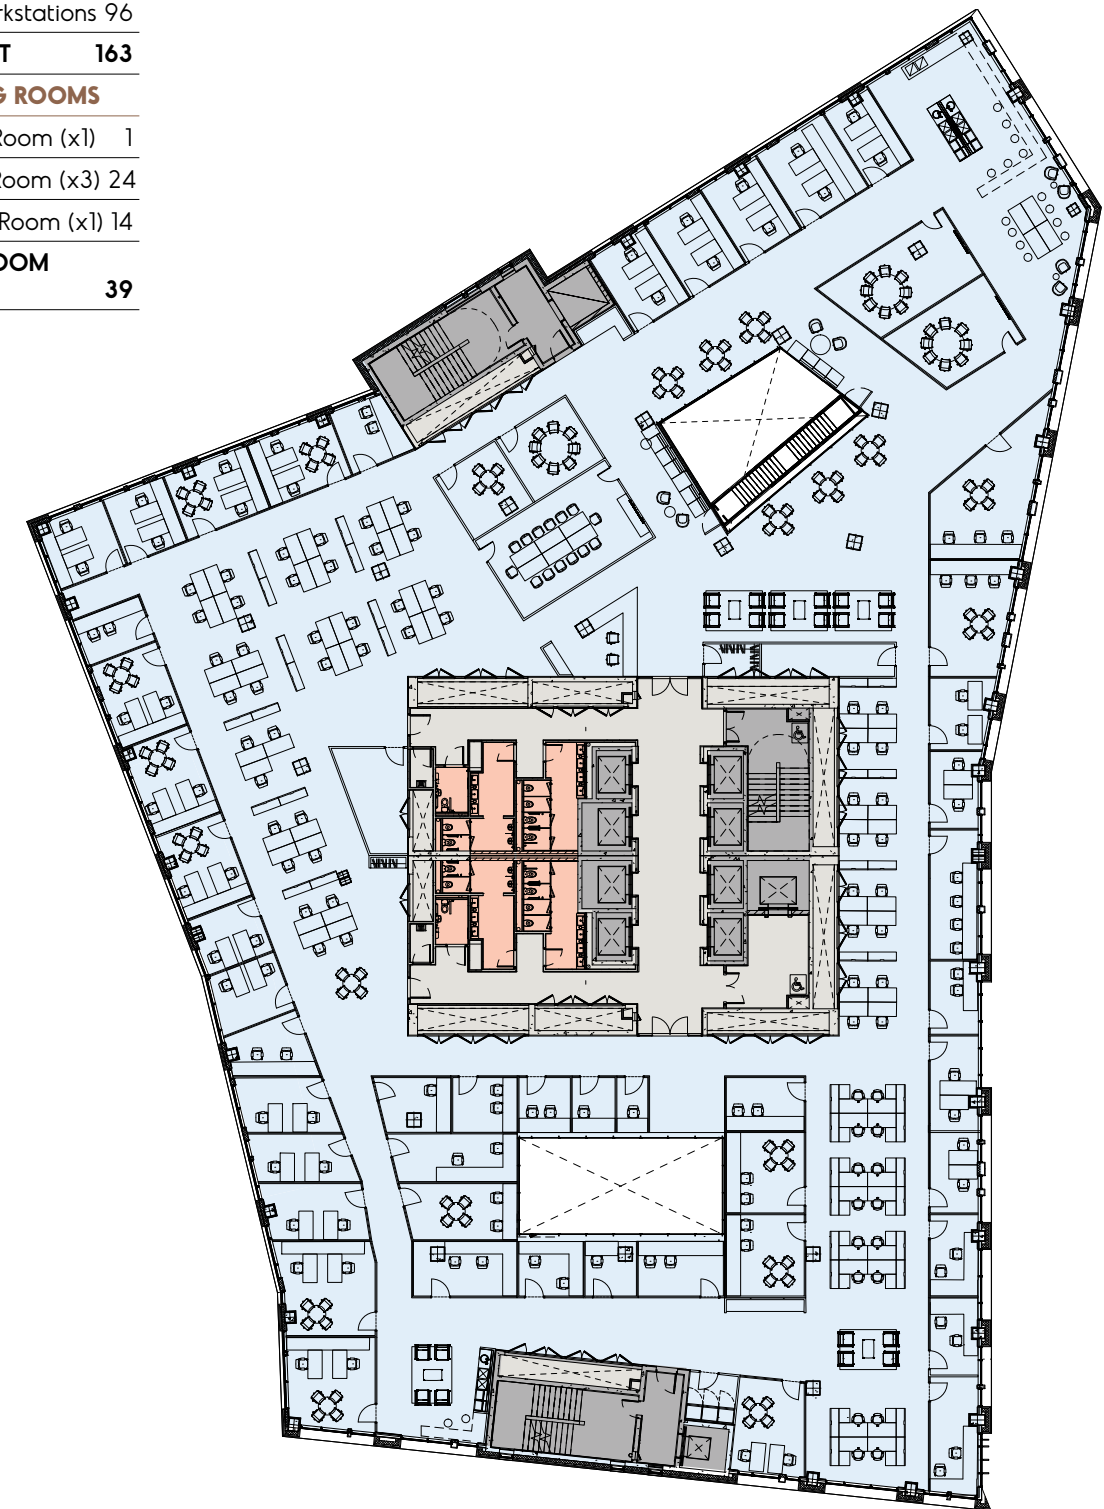 rkstations 96
T 163
G ROOMS
Room (x1) 1
Room (x3) 24
Room (x1) 14
OOM
39